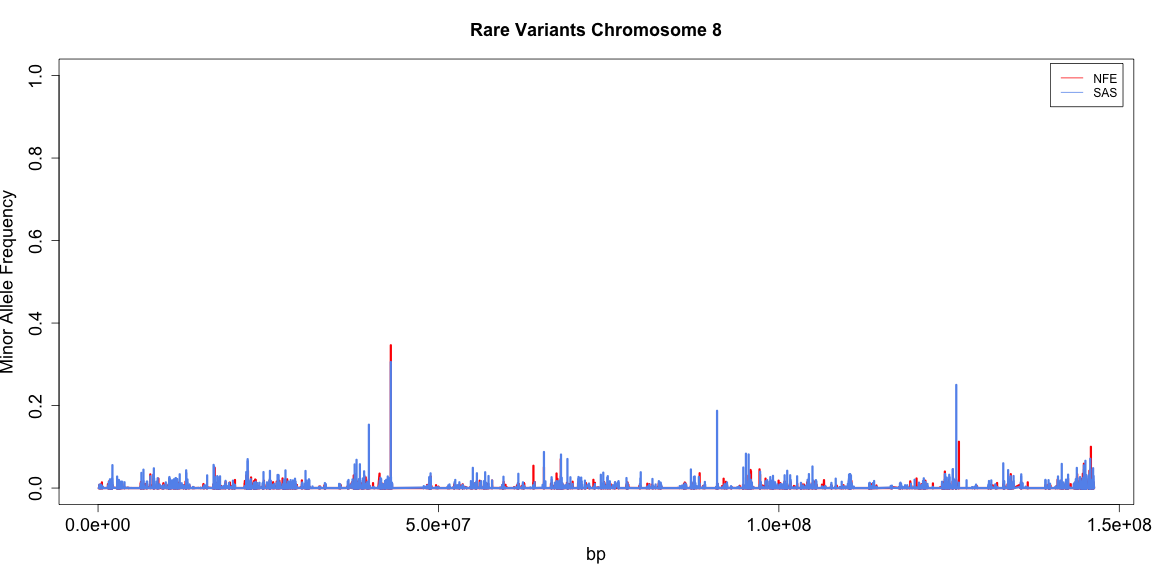 Rare Variants Chromosome 8
NFE
SAS
Minor Allele Frequency
1.0
0.8
0.6
0.4
0.2
0.0
0.0e+00 5.0e+07 1.0e+08 1.5e+08
bp